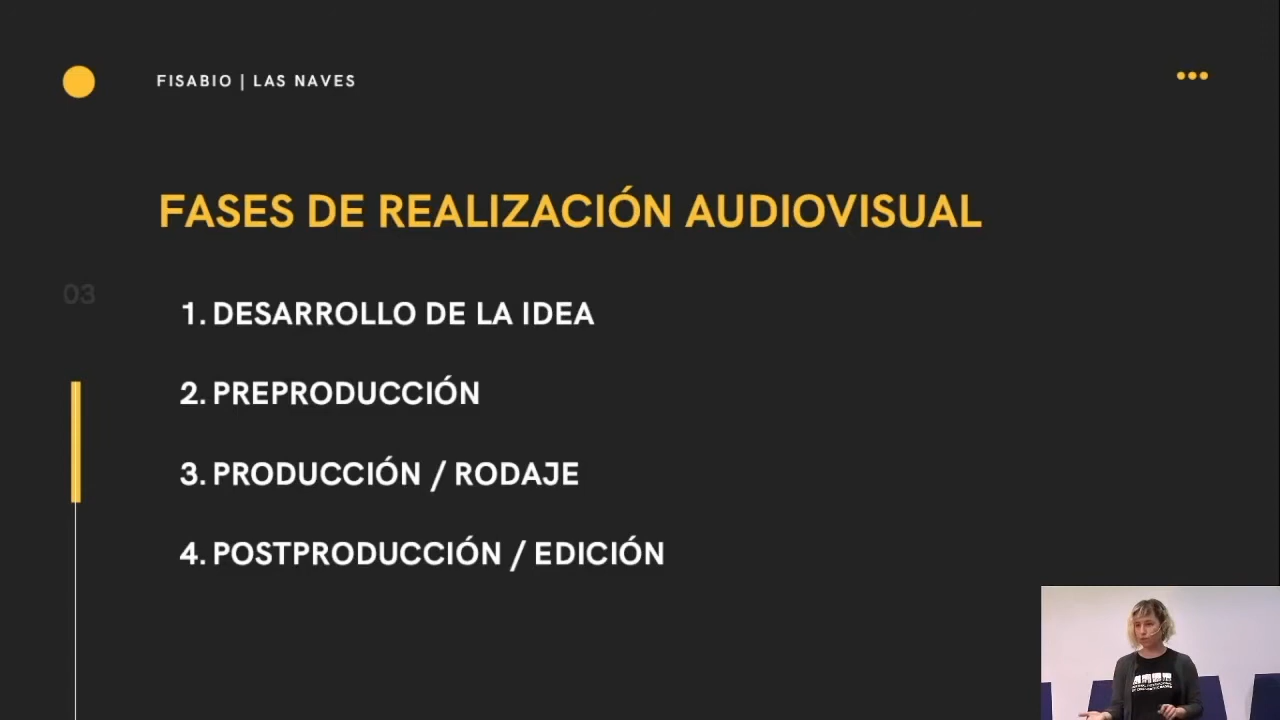 FISABIO | LAS NAVES
FASES DE REALIZACIÓN AUDIOVISUAL
03
1. DESARROLLO DE LA IDEA
2. PREPRODUCCIÓN
3. PRODUCCIÓN / RODAJE
4. POSTPRODUCCIÓN / EDICIÓN